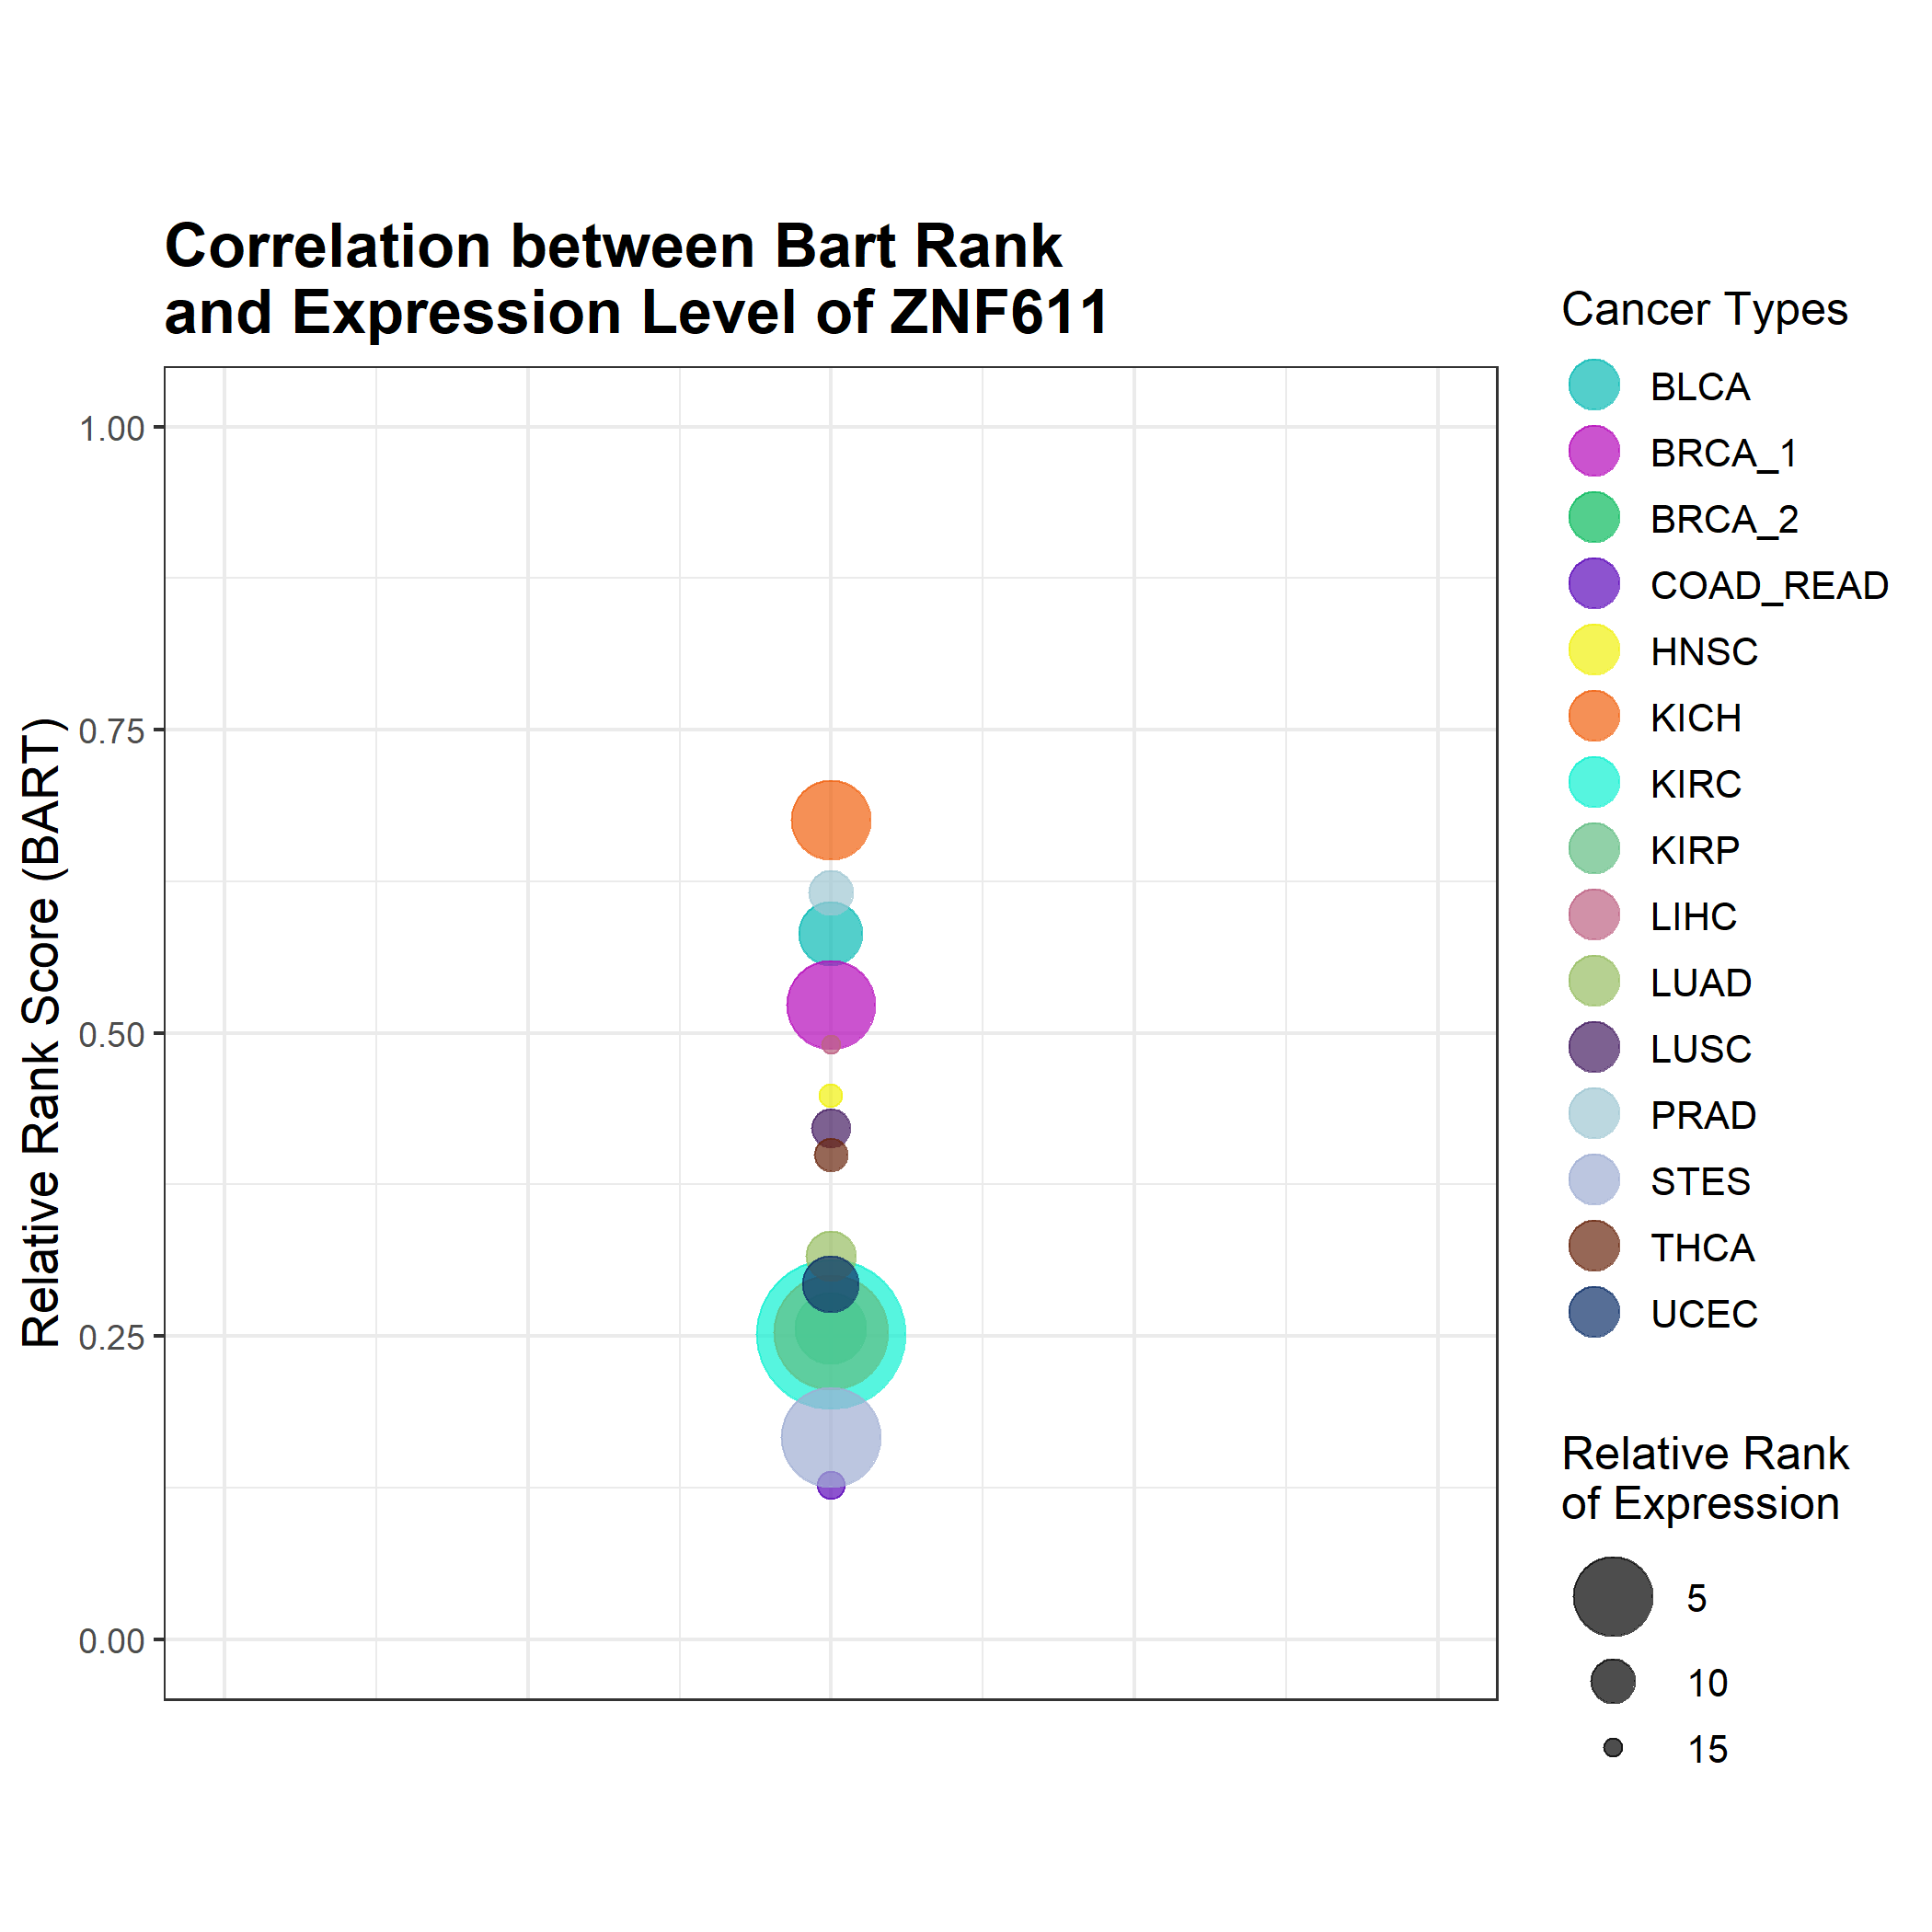 Correlation between Bart Rank
and Expression Level of ZNF611
Relative Rank Score (BART)
1.00
0.75
0.50
0.25
0.00
Cancer Types
BLCA
BRCA_1
BRCA_2
COAD_READ
HNSC
KICH
KIRC
KIRP
LIHC
LUAD
LUSC
PRAD
STES
THCA
UCEC
Relative Rank
of Expression
5
10
15